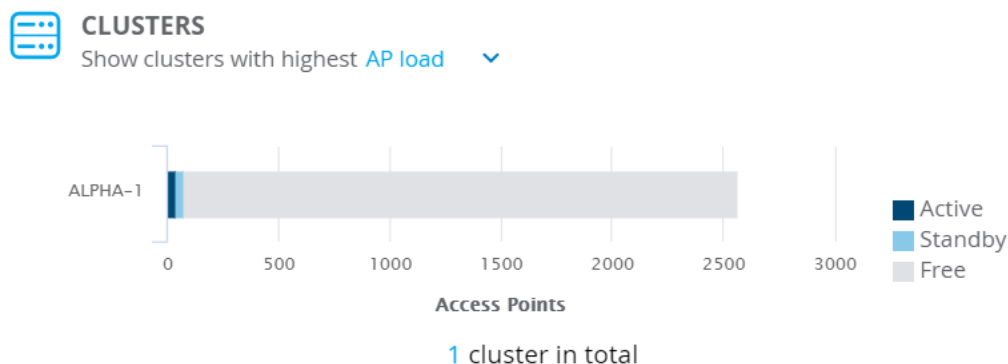 CLUSTERS
Show clusters with highest AP load
ALPHA-1
Active
Standby
Free
0 500 1000 1500 2000 2500 3000
Access Points
1 cluster in total